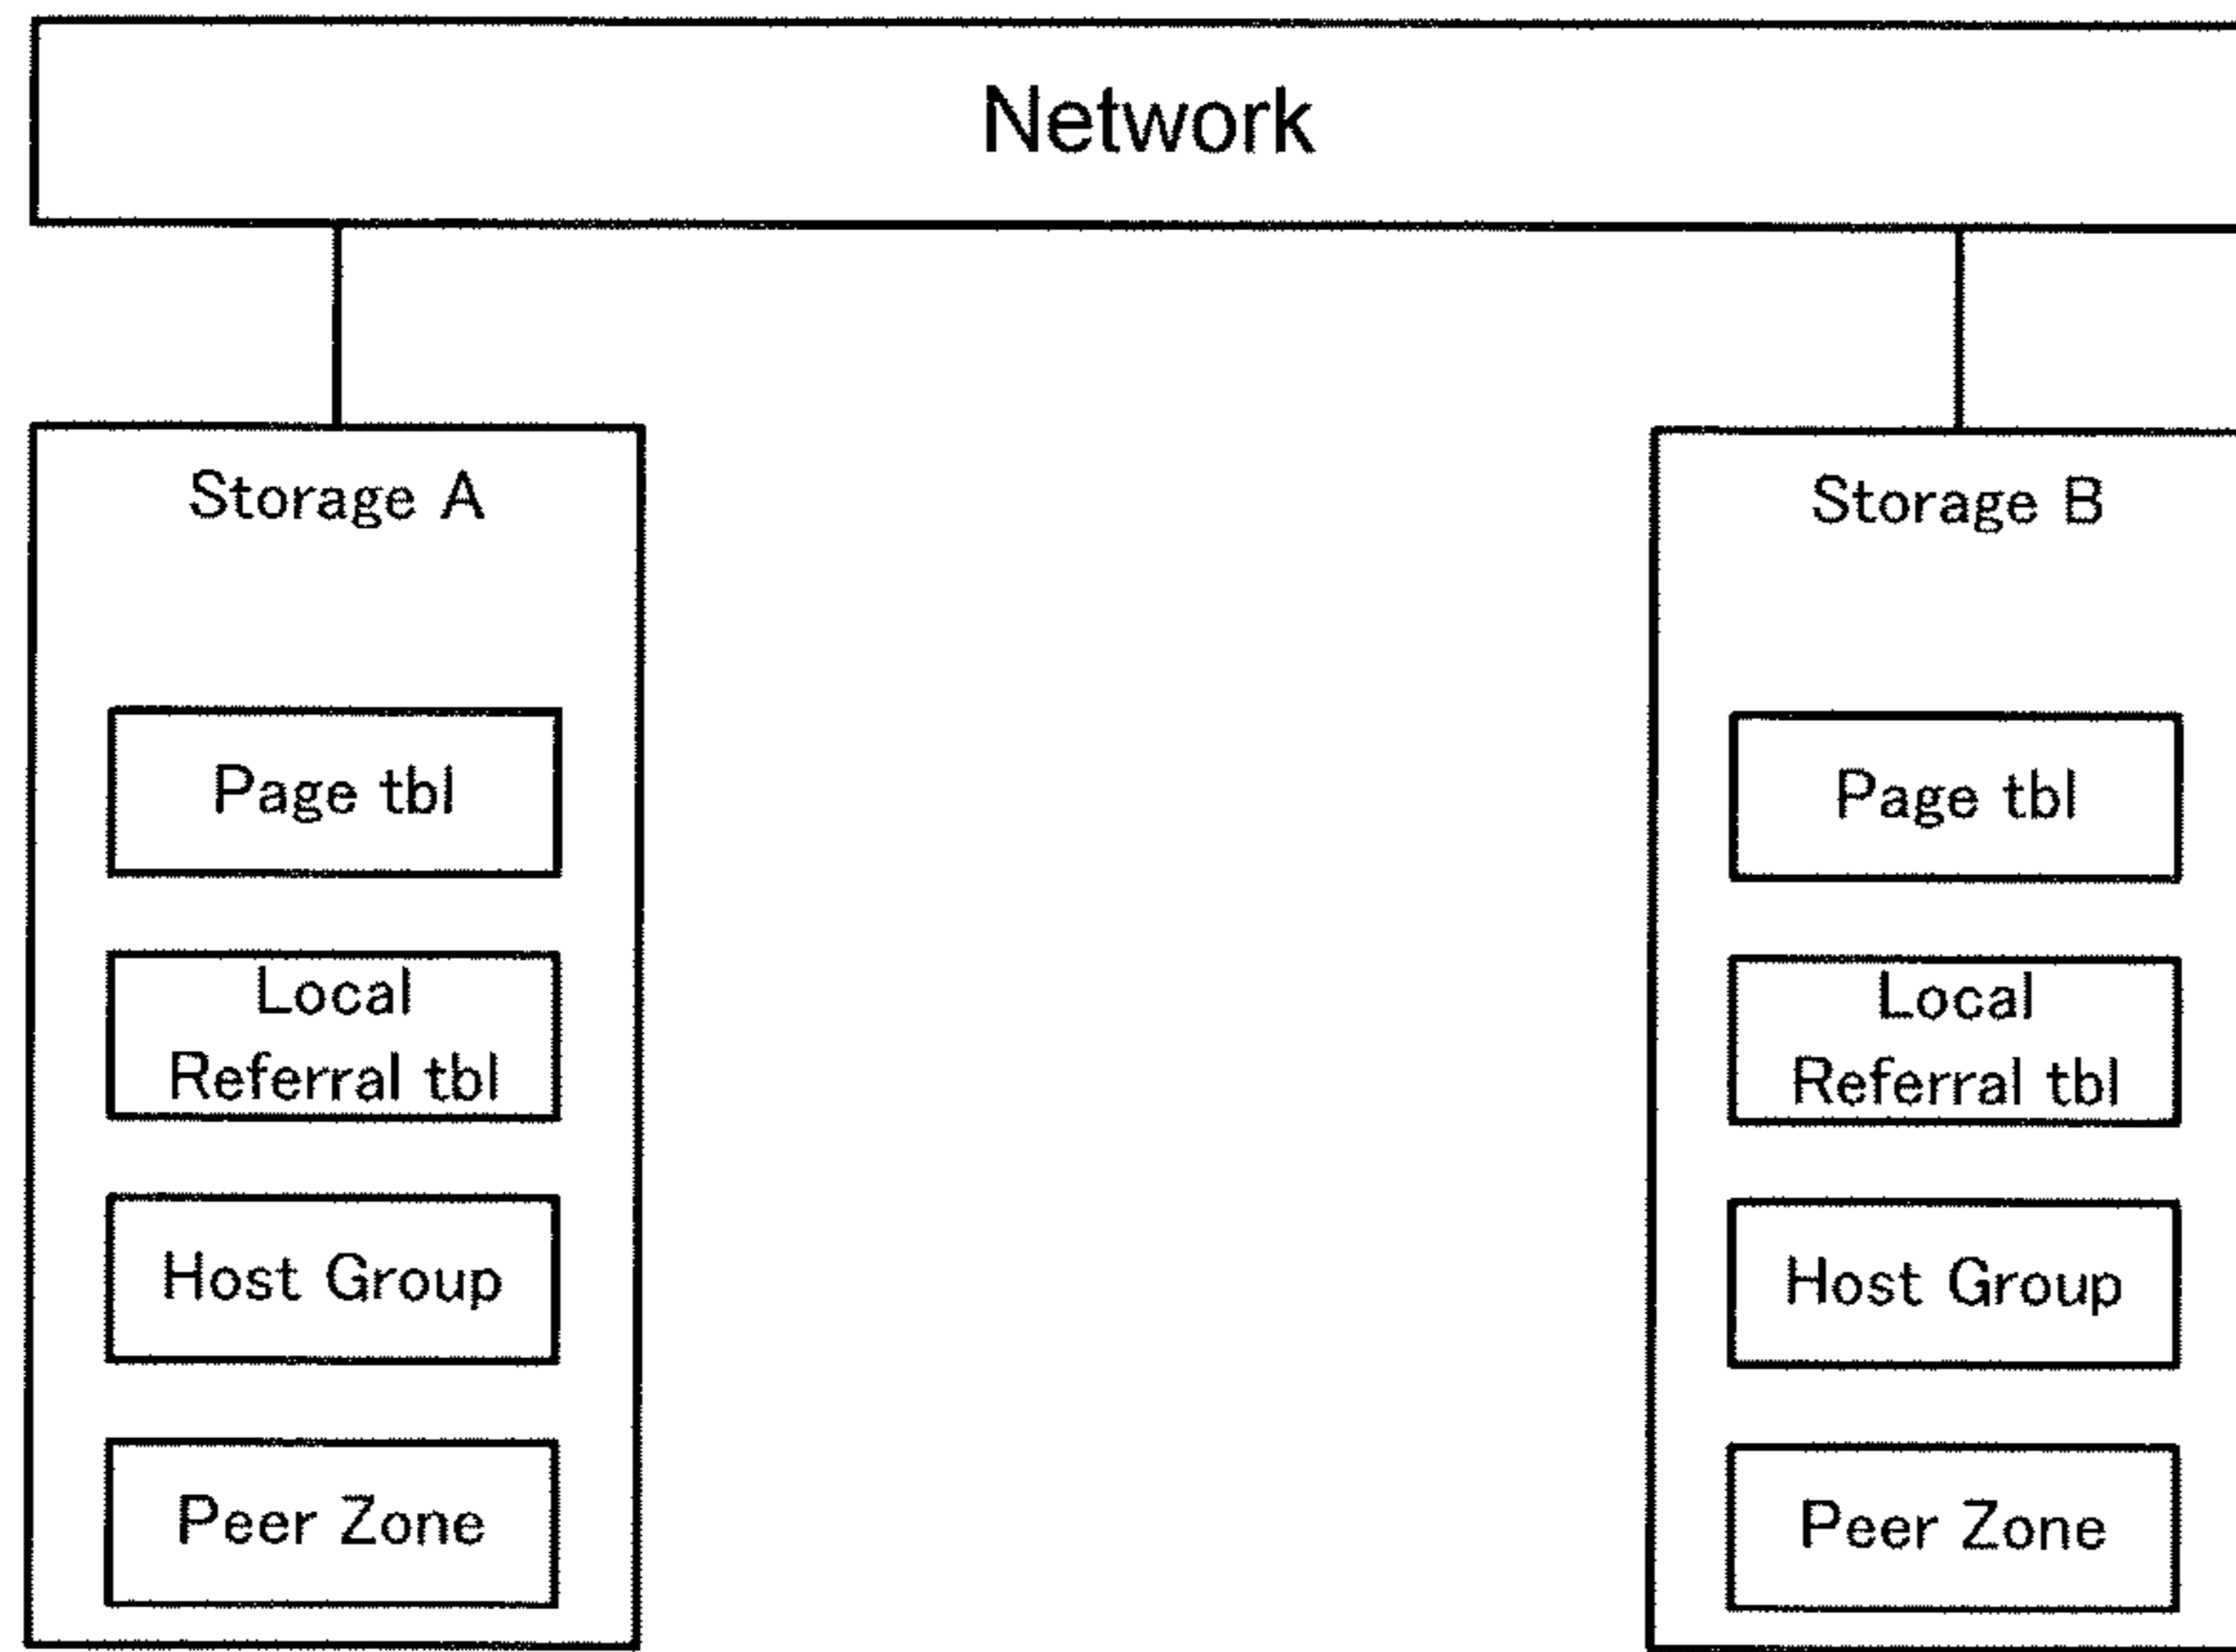 Network
Storage A
Page tbl
Local
Referral tbl
Host Group
Peer Zone
Storage B
Page tbl
Local
Referral tbl
Host Group
Peer Zone